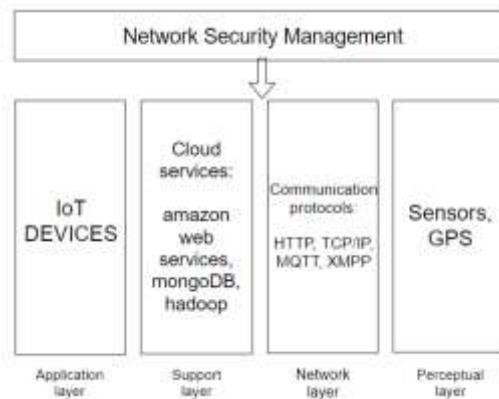 Network Security Management
IoT
DEVICES
Cloud
services:
amazon
web
services,
mongoDB,
hadoop
Communication
protocols:
HTTP, TCP/IP,
MQTT, XMPP
Sensors,
GPS
Application
layer
Support
layer
Network
layer
Perceptual
layer